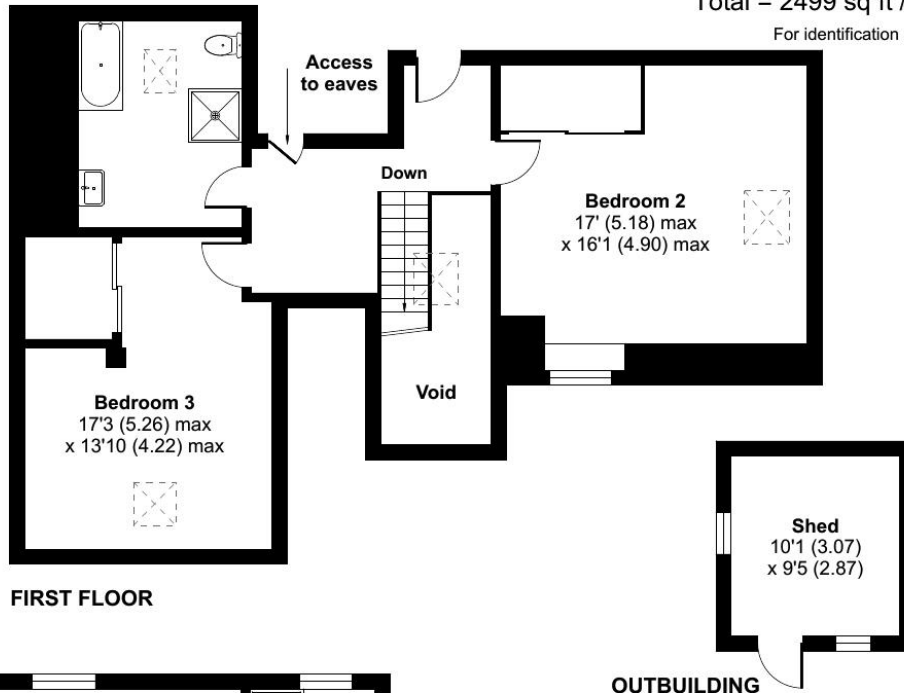 Total = 2499 sq ft /
For identification
Access
to eaves
Down
Bedroom 2
17' (5.18) max
x 16'1 (4.90) max
Bedroom 3
17'3 (5.26) max
x 13'10 (4.22) max
Void
Shed
10'1 (3.07)
x 9'5 (2.87)
FIRST FLOOR
OUTBUILDING